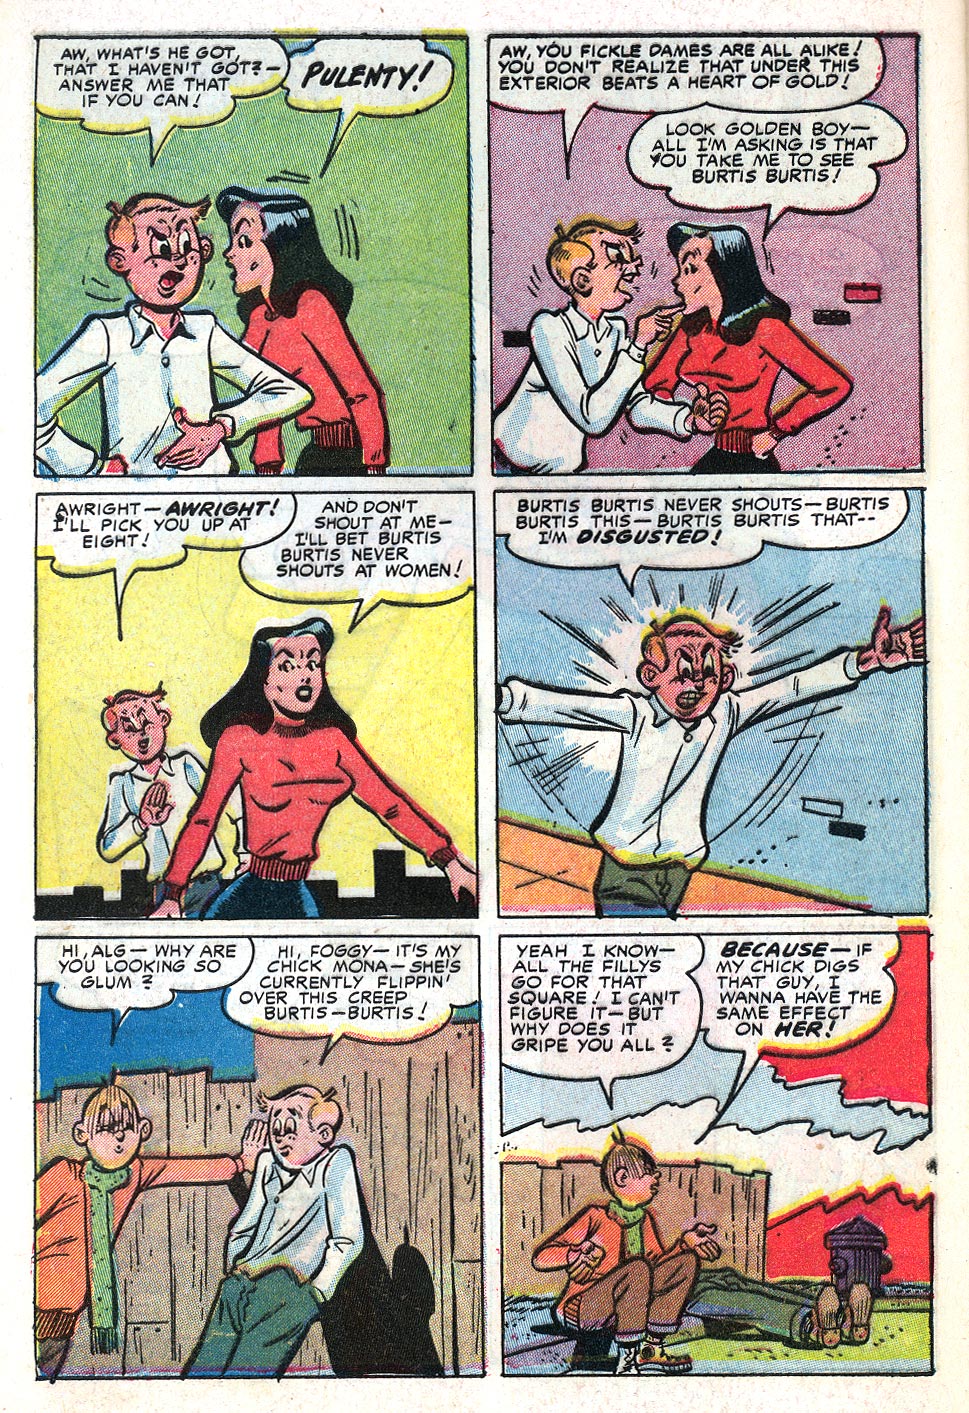 AW, WHAT'S HE GOT,
THAT I HAVEN'T GOT?—
ANSWER ME THAT
IF YOU CAN!
PULENTY!
AW, YOU FICKLE DAMES ARE ALL ALIKE!
YOU DON'T REALIZE THAT UNDER THIS
EXTERIOR BEATS A HEART OF GOLD!
LOOK GOLDEN BOY—
ALL I'M ASKING IS THAT
YOU TAKE ME TO SEE
BURTIS BURTIS!
AWRIGHT—AWRIGHT!
I'LL PICK YOU UP AT
EIGHT!
AND DON'T
SHOUT AT ME—
I'LL BET BURTIS
BURTIS NEVER
SHOUTS AT WOMEN!
BURTIS BURTIS NEVER SHOUTS—BURTIS
BURTIS THIS—BURTIS BURTIS THAT--
I'M DISGUSTED!
HI, ALG—WHY ARE
YOU LOOKING SO
GLUM?
HI, FOGGY—IT'S MY
CHICK MONA—SHE'S
CURRENTLY FLIPPIN'
OVER THIS CREEP
BURTIS—BURTIS!
YEAH I KNOW—
ALL THE FILLYS
GO FOR THAT
SQUARE! I CAN'T
FIGURE IT—BUT
WHY DOES IT
GRIPE YOU ALL?
BECAUSE—IF
MY CHICK DIGS
THAT GUY, I
WANNA HAVE THE
SAME EFFECT
ON HER!